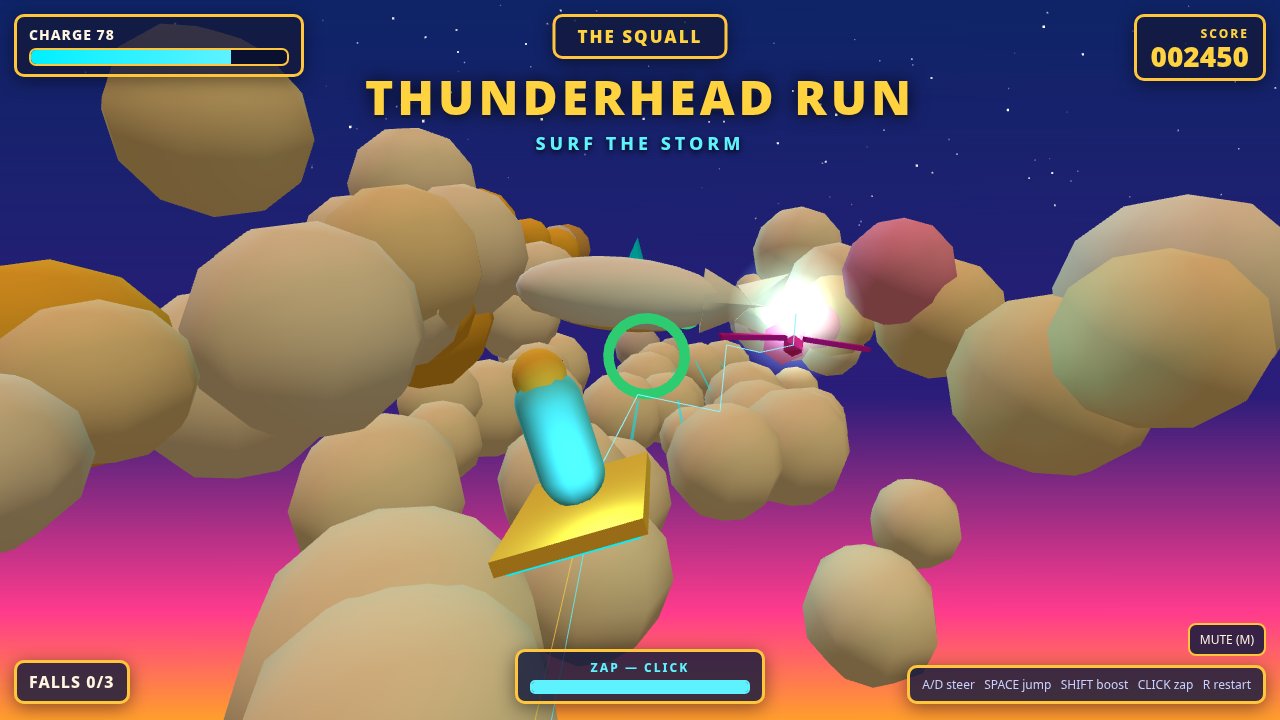 CHARGE 78
THE SQUALL
SCORE
002450
THUNDERHEAD RUN
SURF THE STORM
MUTE (M)
FALLS 0/3
ZAP — CLICK
A/D steer SPACE jump SHIFT boost CLICK zap R restart